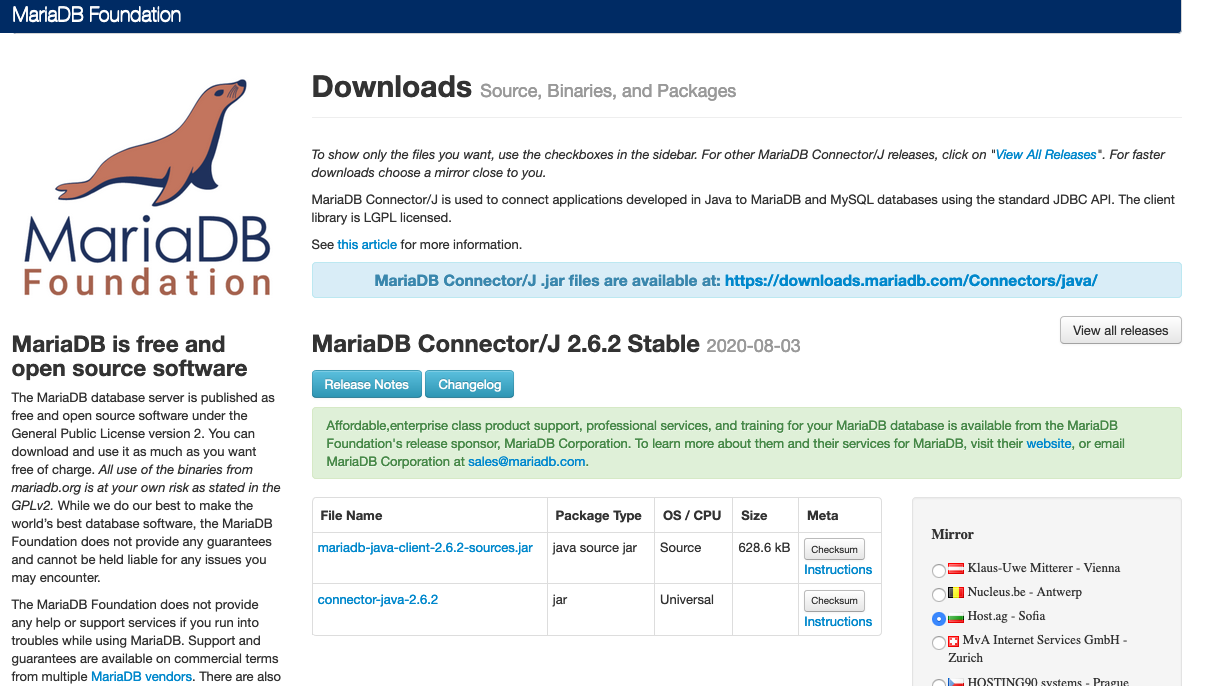 MariaDB Foundation
MariaDB
Foundation
MariaDB is free and
open source software
The MariaDB database server is published as
free and open source software under the
General Public License version 2. You can
download and use it as much as you want
free of charge. All use of the binaries from
mariadb.org is at your own risk as stated in the
GPLv2. While we do our best to make the
world's best database software, the MariaDB
Foundation does not provide any guarantees
and cannot be held liable for any issues you
may encounter.
The MariaDB Foundation does not provide
any help or support services if you run into
troubles while using MariaDB. Support and
guarantees are available on commercial terms
from multiple MariaDB vendors. There are also
Downloads Source, Binaries, and Packages
To show only the files you want, use the checkboxes in the sidebar. For other MariaDB Connector/J releases, click on "View All Releases". For faster
downloads choose a mirror close to you.
MariaDB Connector/J is used to connect applications developed in Java to MariaDB and MySQL databases using the standard JDBC API. The client
library is LGPL licensed.
See this article for more information.
MariaDB Connector/J .jar files are available at: https://downloads.mariadb.com/Connectors/java/
View all releases
MariaDB Connector/J 2.6.2 Stable 2020-08-03
Release Notes Changelog
Affordable,enterprise class product support, professional services, and training for your MariaDB database is available from the MariaDB
Foundation's release sponsor, MariaDB Corporation. To learn more about them and their services for MariaDB, visit their website, or email
MariaDB Corporation at sales@mariadb.com.
File Name Package Type OS / CPU Size Meta
mariadb-java-client-2.6.2-sources.jar java source jar Source 628.6 kB Checksum
Instructions
connector-java-2.6.2 jar Universal Checksum
Instructions
Mirror
Klaus-Uwe Mitterer - Vienna
Nucleus.be - Antwerp
Host.ag - Sofia
MvA Internet Services GmbH -
Zurich
HOSTING90 systems - Prague